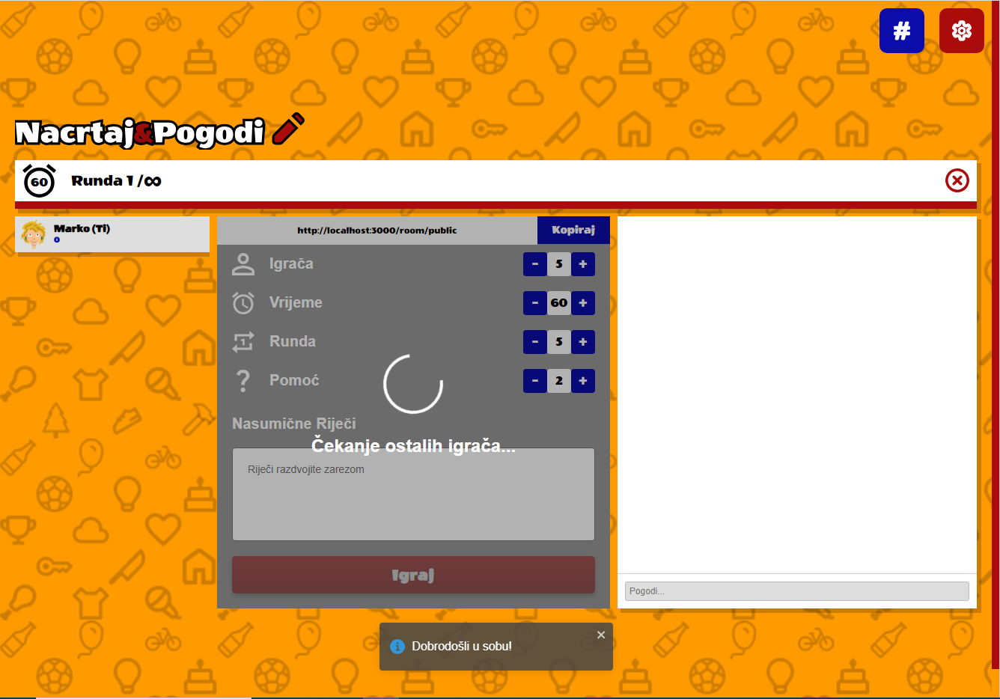 #
Nacrtaj&Pogodi
60
Runda 1 /∞
Marko (Ti)
0
http://localhost:3000/room/public
Kopiraj
Igrača
- 5 +
Vrijeme
- 60 +
1
Runda
- 5 +
?
Pomoć
- 2 +
Nasumične Riječi
Čekanje ostalih igrača...
Riječi razdvojite zarezom
Igraj
Pogodi...
Dobrodošli u sobu!